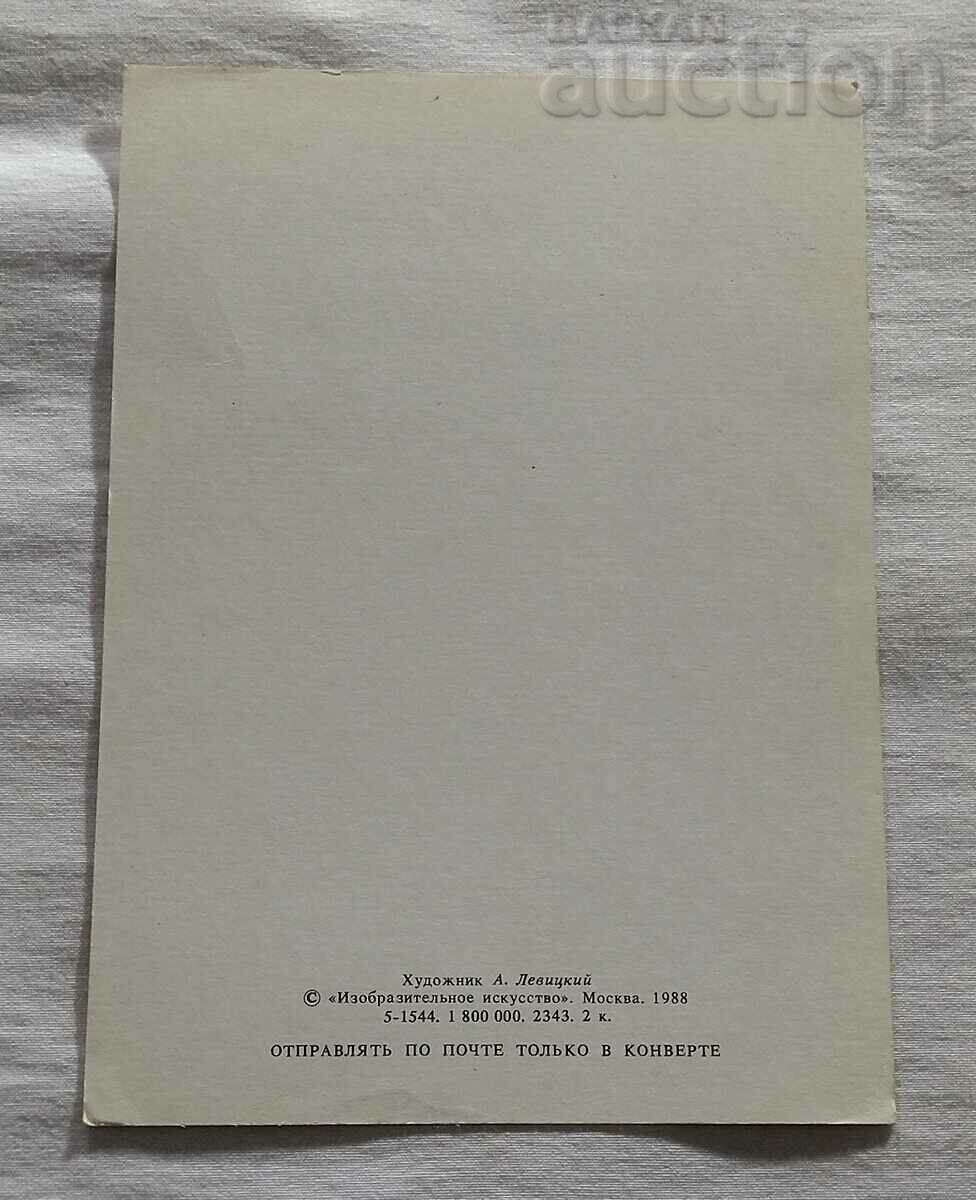 БАЛКАН
auction
Художник А. Левицкий
© «Изобразительное искусство». Москва. 1988
5-1544. 1 800 000. 2343. 2 к.
ОТПРАВЛЯТЬ ПО ПОЧТЕ ТОЛЬКО В КОНВЕРТЕ